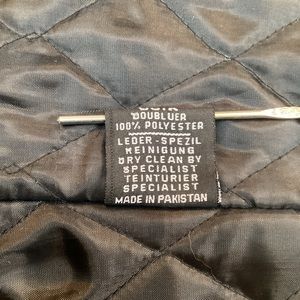 DOUBLUER
100% POLYESTER
LEDER-SPEZIL
REINIGUNG
DRY CLEAN BY
SPECIALIST
TEINTURIER
SPECIALIST
MADE IN PAKISTAN